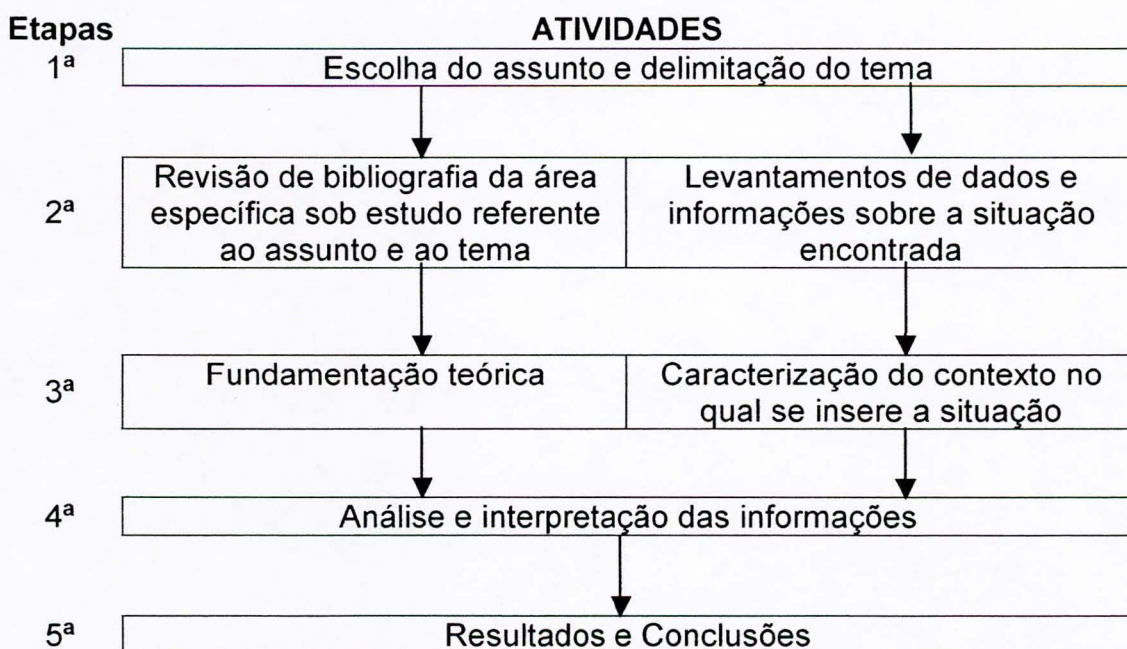 Etapas ATIVIDADES
1ª Escolha do assunto e delimitação do tema
2ª
Revisão de bibliografia da área
específica sob estudo referente
ao assunto e ao tema
Levantamentos de dados e
informações sobre a situação
encontrada
3ª
Fundamentação teórica
Caracterização do contexto no
qual se insere a situação
4ª Análise e interpretação das informações
5ª Resultados e Conclusões